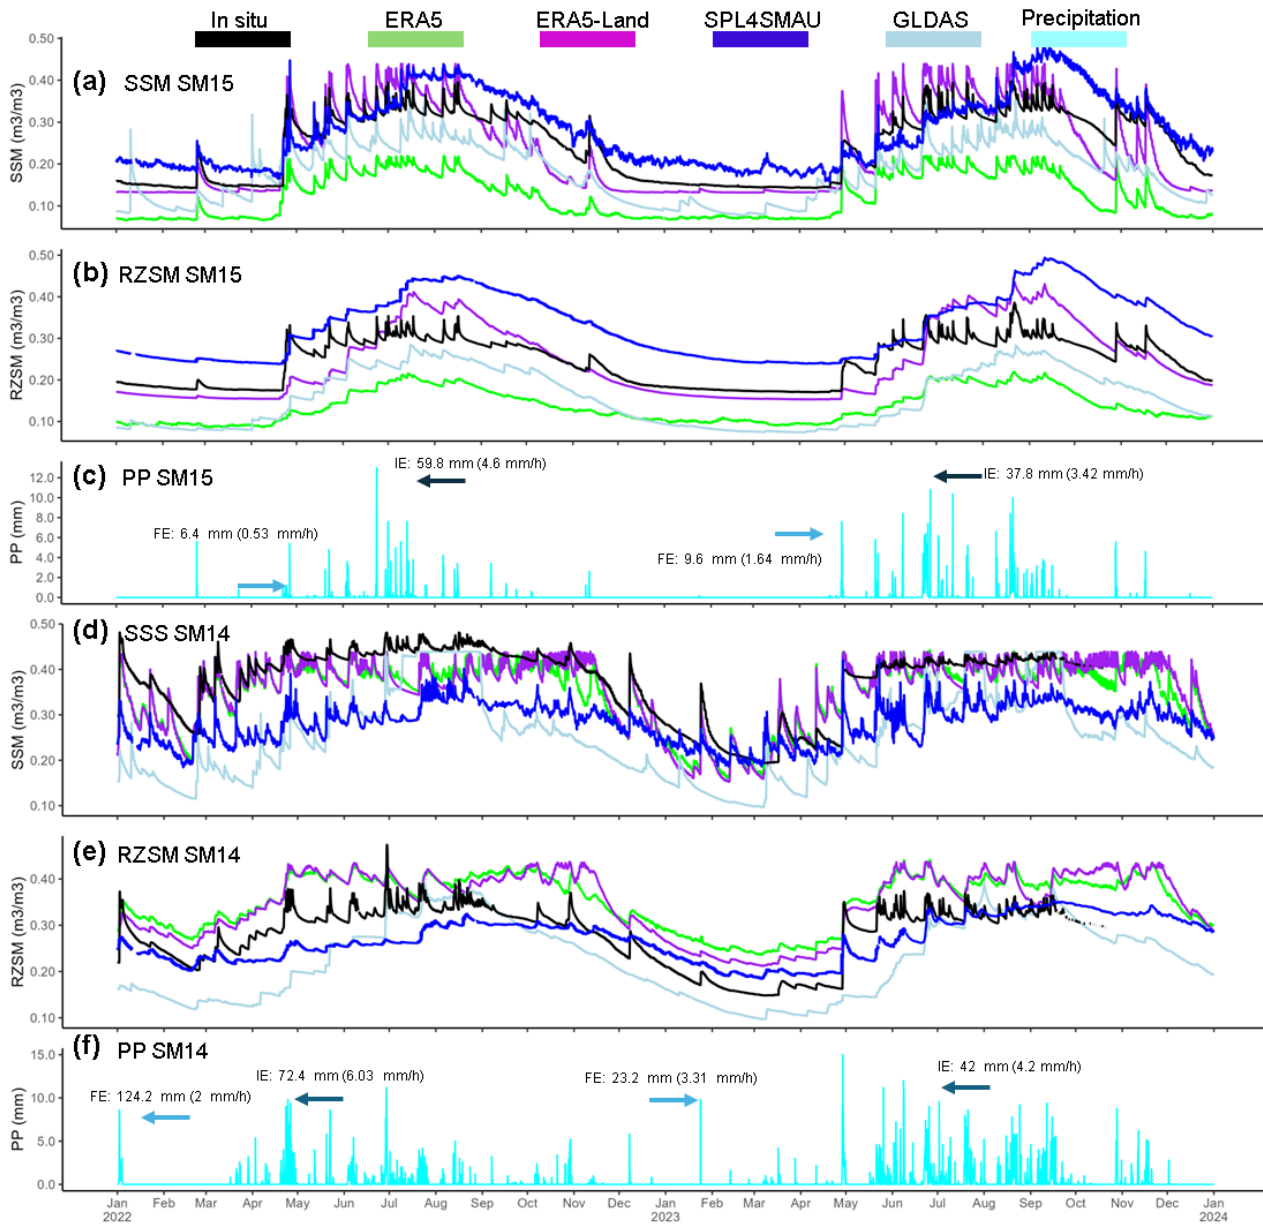 In situ ERA5 ERA5-Land SPL4SMAU GLDAS Precipitation
(a) SSM SM15
SSM (m3/m3)
0.50
0.40
0.30
0.20
0.10
(b) RZSM SM15
RZSM (m3/m3)
0.50
0.40
0.30
0.20
0.10
(c) PP SM15
PP (mm)
12.0
10.0
8.0
6.0
4.0
2.0
0.0
IE: 59.8 mm (4.6 mm/h)
IE: 37.8 mm (3.42 mm/h)
FE: 6.4 mm (0.53 mm/h)
FE: 9.6 mm (1.64 mm/h)
(d) SSS SM14
SSM (m3/m3)
0.50
0.40
0.30
0.20
0.10
(e) RZSM SM14
RZSM (m3/m3)
0.40
0.30
0.20
0.10
(f) PP SM14
PP (mm)
15.0
10.0
5.0
0.0
IE: 72.4 mm (6.03 mm/h)
FE: 23.2 mm (3.31 mm/h)
IE: 42 mm (4.2 mm/h)
FE: 124.2 mm (2 mm/h)
Jan Feb Mar Apr May Jun Jul Aug Sep Oct Nov Dec Jan Feb Mar Apr May Jun Jul Aug Sep Oct Nov Dec Jan
2022 2023 2024